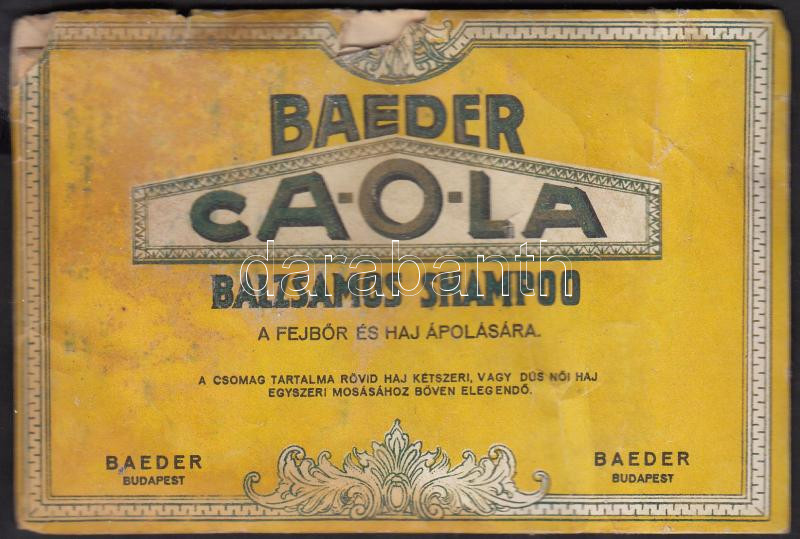 BAEDER
CA-O-LA
darabanth
BALZSAMOS SHAMPOO
A FEJBŐR ÉS HAJ ÁPOLÁSÁRA.
A CSOMAG TARTALMA RÖVID HAJ KÉTSZERI, VAGY DÚS NŐI HAJ
EGYSZERI MOSÁSÁHOZ BŐVEN ELEGENDŐ.
BAEDER
BUDAPEST
BAEDER
BUDAPEST